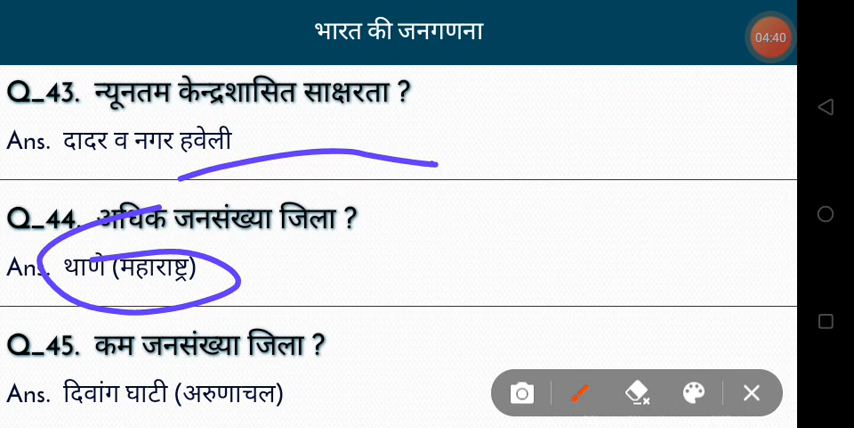 भारत की जनगणना
04:40
Q_43. न्यूनतम केन्द्रशासित साक्षरता ?
Ans. दादर व नगर हवेली
Q_44. अधिक जनसंख्या जिला ?
Ans. थाणे (महाराष्ट्र)
Q_45. कम जनसंख्या जिला ?
Ans. दिवांग घाटी (अरुणाचल)